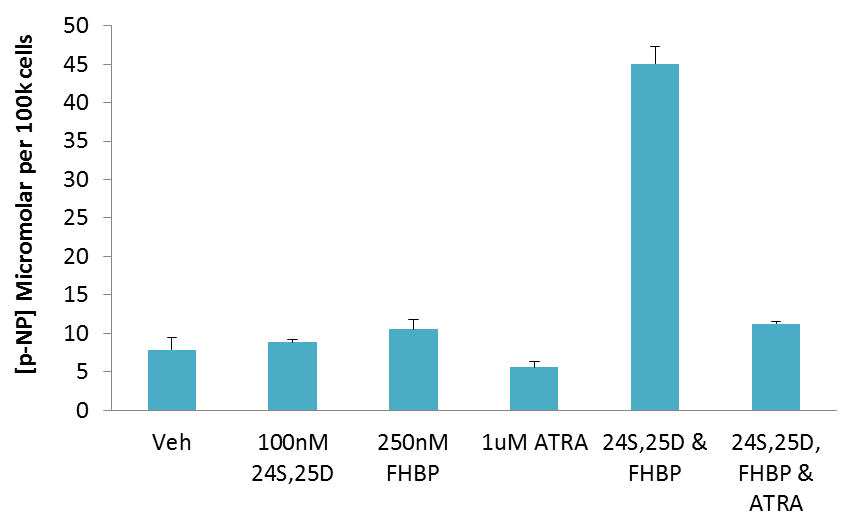 [p-NP] Micromolar per 100k cells
50
45
40
35
30
25
20
15
10
5
0
Veh
100nM
24S,25D
250nM
FHBP
1uM ATRA
24S,25D &
FHBP
24S,25D,
FHBP &
ATRA